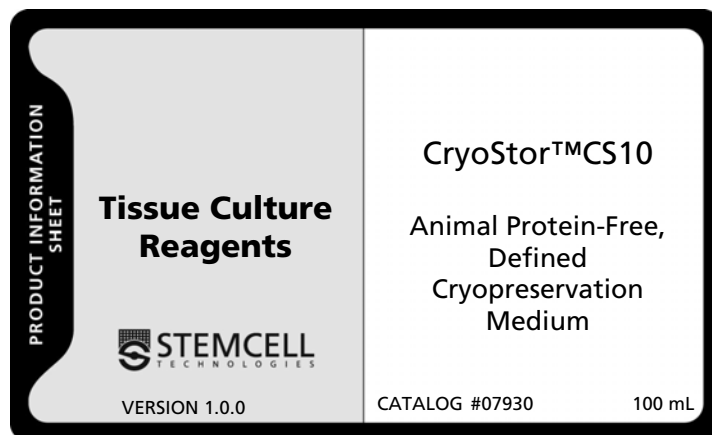 PRODUCT INFORMATION
SHEET
Tissue Culture
Reagents
STEMCELL
TECHNOLOGIES
VERSION 1.0.0
CryoStor™CS10
Animal Protein-Free,
Defined
Cryopreservation
Medium
CATALOG #07930
100 mL